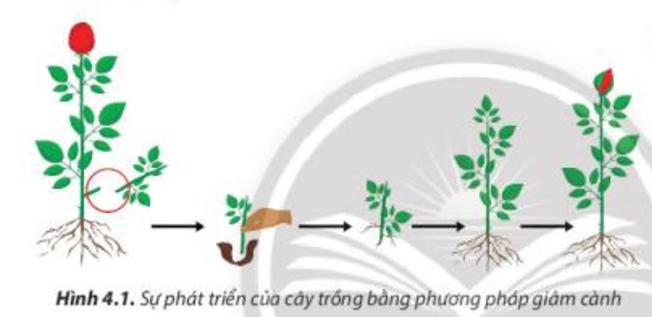 Hình 4.1. Sự phát triển của cây trồng bằng phương pháp giâm cành